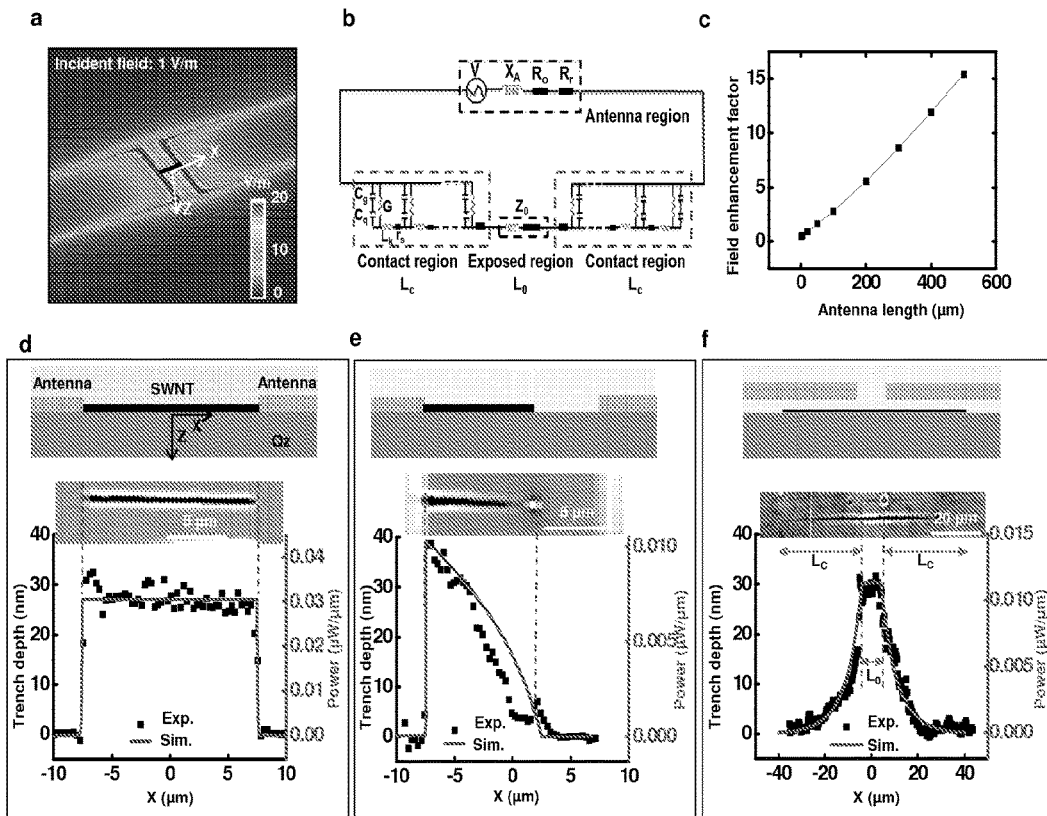 a
Incident field: 1 V/m
X
Z
V/m
20
10
0
b
V
X_A
R_o
R_r
Antenna region
C_g
G
C_q
L_k
r_s
Z_0
Contact region
Exposed region
Contact region
L_c
L_0
L_c
c
Field enhancement factor
15
10
5
0
0
200
400
600
Antenna length (µm)
d
Antenna
SWNT
Antenna
X
Z
Qz
40
30
20
10
0
Trench depth (nm)
0.04
0.03
0.02
0.01
0.00
Power (µW/µm)
Exp.
Sim.
-10
-5
0
5
10
X (µm)
e
5 µm
40
30
20
10
0
Trench depth (nm)
0.010
0.005
0.000
Power (µW/µm)
Exp.
Sim.
-10
-5
0
5
10
X (µm)
f
20 µm
L_C
L_C
L_0
40
30
20
10
0
Trench depth (nm)
0.015
0.010
0.005
0.000
Power (µW/µm)
Exp.
Sim.
-40
-20
0
20
40
X (µm)